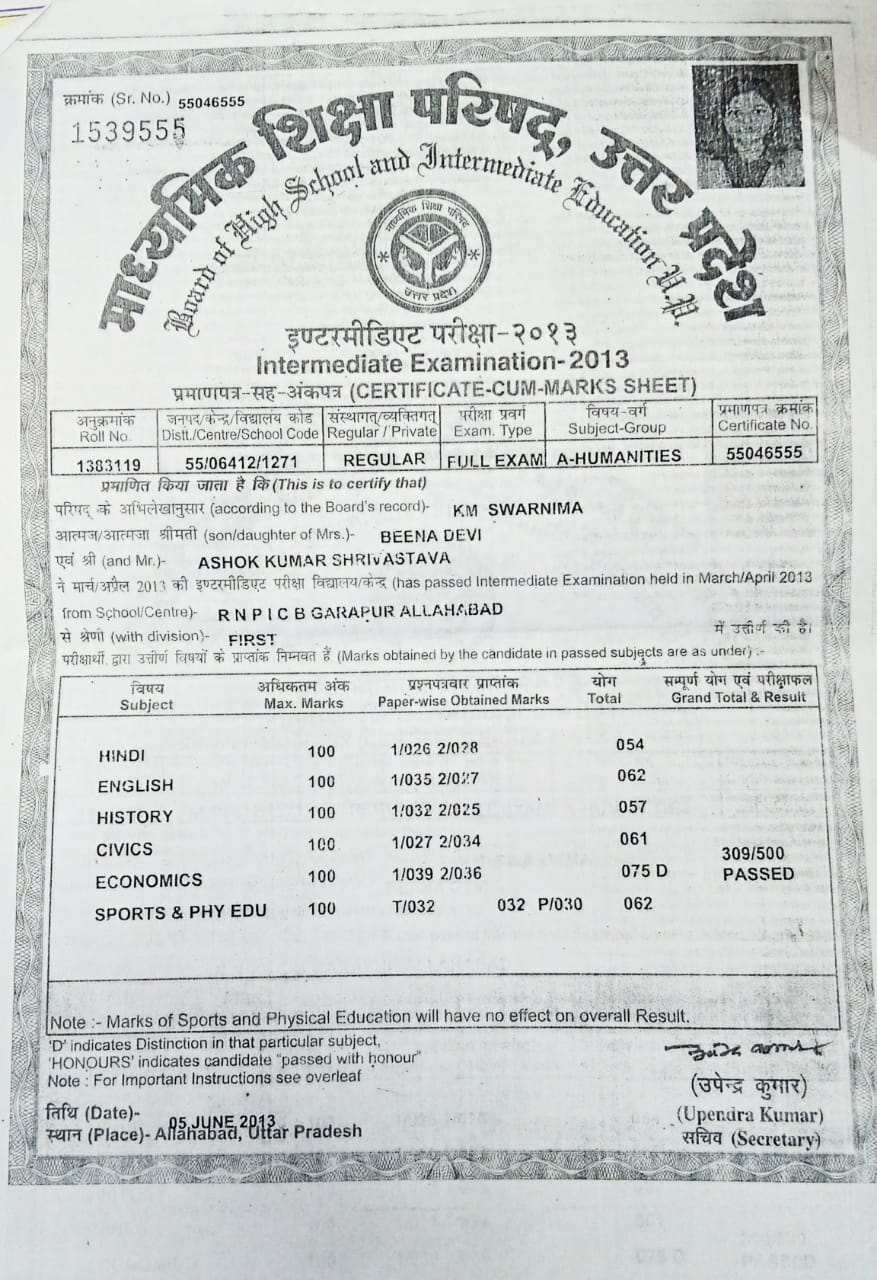 क्रमांक (Sr. No.) 55046555
1539555
माध्यमिक शिक्षा परिषद्, उत्तर प्रदेश
Board of High School and Intermediate Education U.P.
माध्यमिक शिक्षा परिषद
उत्तर प्रदेश
इण्टरमीडिएट परीक्षा-२०१३
Intermediate Examination-2013
प्रमाणपत्र-सह-अंकपत्र (CERTIFICATE-CUM-MARKS SHEET)
अनुक्रमांक जनपद/केन्द्र/विद्यालय कोड संस्थागत/व्यक्तिगत परीक्षा प्रवर्ग विषय-वर्ग प्रमाणपत्र क्रमांक
Roll No. Distt./Centre/School Code Regular / Private Exam. Type Subject-Group Certificate No.
1383119 55/06412/1271 REGULAR FULL EXAM A-HUMANITIES 55046555
प्रमाणित किया जाता है कि (This is to certify that)
परिषद् के अभिलेखानुसार (according to the Board's record)- KM SWARNIMA
आत्मज/आत्मजा श्रीमती (son/daughter of Mrs.)- BEENA DEVI
एवं श्री (and Mr.)- ASHOK KUMAR SHRIVASTAVA
ने मार्च/अप्रैल 2013 की इण्टरमीडिएट परीक्षा विद्यालय/केन्द्र (has passed Intermediate Examination held in March/April 2013
from School/Centre)- R N P I C B GARAPUR ALLAHABAD
से श्रेणी (with division)- FIRST में उत्तीर्ण की है।
परीक्षार्थी द्वारा उत्तीर्ण विषयों के प्राप्तांक निम्नवत हैं (Marks obtained by the candidate in passed subjects are as under) :-
विषय अधिकतम अंक प्रश्नपत्रवार प्राप्तांक योग सम्पूर्ण योग एवं परीक्षाफल
Subject Max. Marks Paper-wise Obtained Marks Total Grand Total & Result
HINDI 100 1/026 2/028 054
ENGLISH 100 1/035 2/027 062
HISTORY 100 1/032 2/025 057
CIVICS 100 1/027 2/034 061
309/500
ECONOMICS 100 1/039 2/036 075 D PASSED
SPORTS & PHY EDU 100 T/032 032 P/030 062
Note :- Marks of Sports and Physical Education will have no effect on overall Result.
'D' indicates Distinction in that particular subject,
'HONOURS' indicates candidate "passed with honour"
Note : For Important Instructions see overleaf
(उपेन्द्र कुमार)
तिथि (Date)- 05 JUNE 2013 (Upendra Kumar)
स्थान (Place)- Allahabad, Uttar Pradesh सचिव (Secretary)